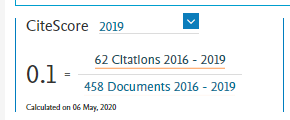 CiteScore 2019
62 Citations 2016 - 2019
0.1 =
458 Documents 2016 - 2019
Calculated on 06 May, 2020